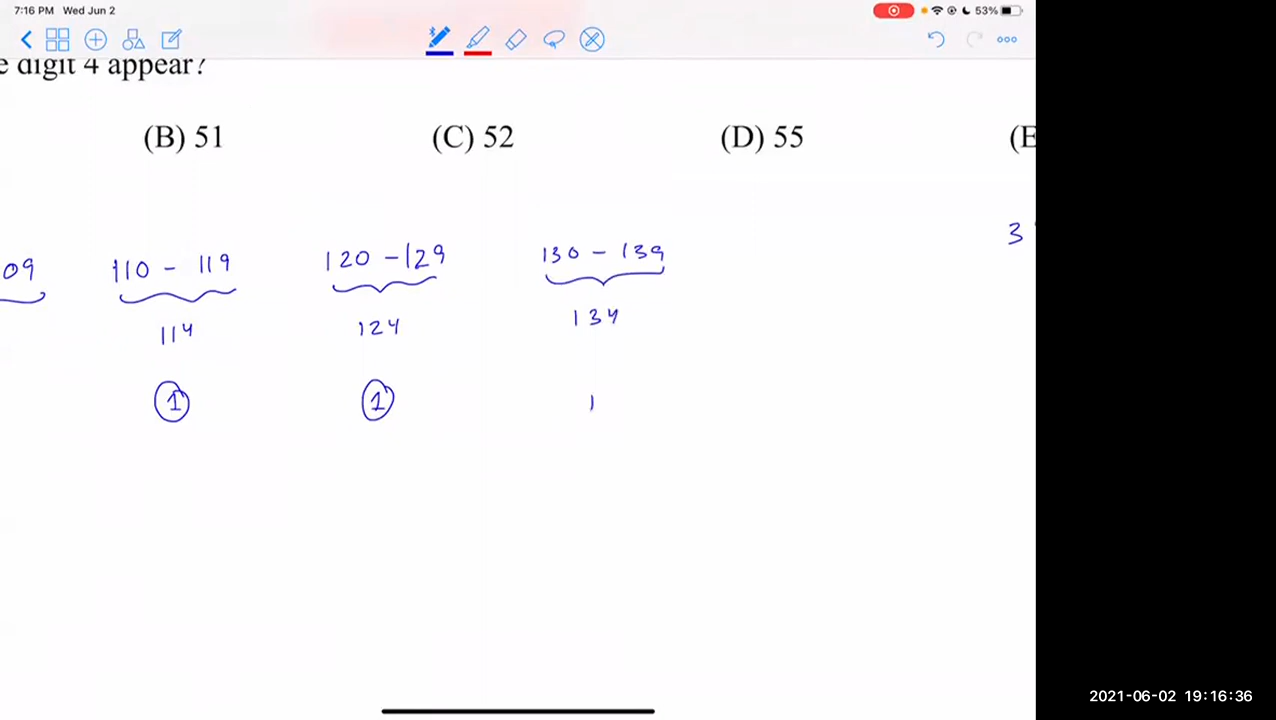 7:16 PM Wed Jun 2
53%
e digit 4 appear?
(B) 51 (C) 52 (D) 55 (E
3
09 110 - 119 120 - 129 130 - 139
114 124 134
1 1 1
2021-06-02 19:16:36